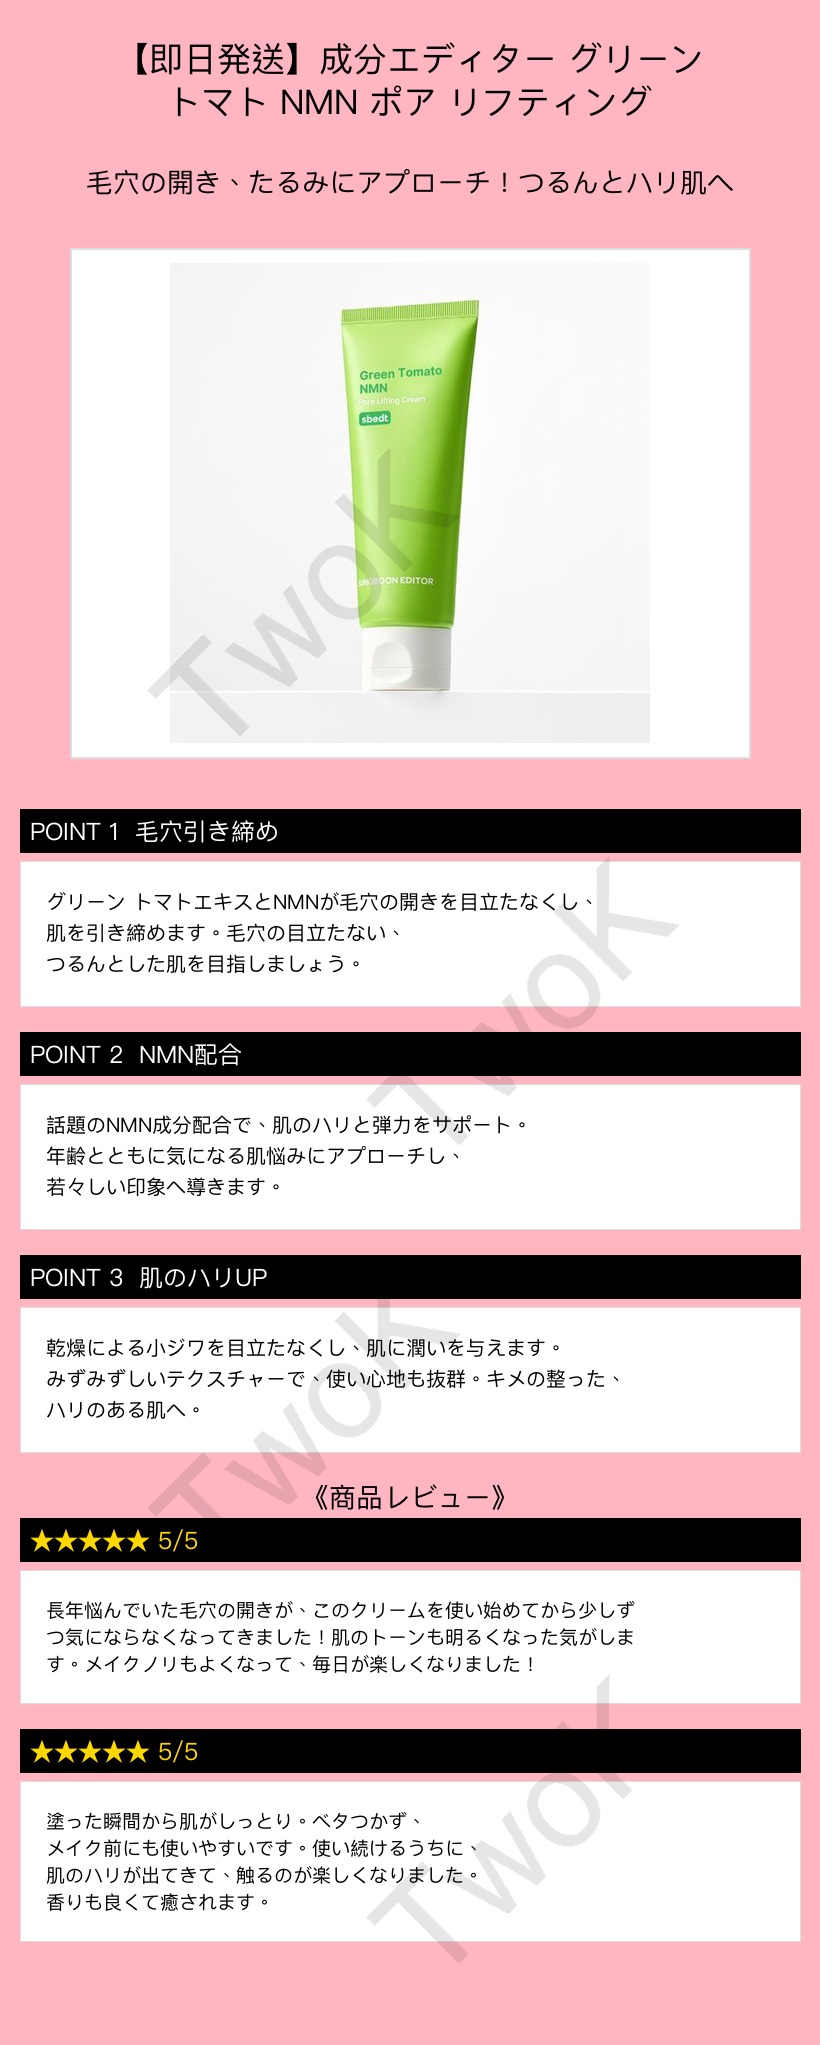 【即日発送】成分エディター グリーン
トマト NMN ポア リフティング
毛穴の開き、たるみにアプローチ！つるんとハリ肌へ
Green Tomato
NMN
Pore Lifting Cream
sbedt
SUNGBOON EDITOR
TwoK
POINT 1 毛穴引き締め
グリーン トマトエキスとNMNが毛穴の開きを目立たなくし、
肌を引き締めます。毛穴の目立たない、
つるんとした肌を目指しましょう。
TwoK
POINT 2 NMN配合
話題のNMN成分配合で、肌のハリと弾力をサポート。
年齢とともに気になる肌悩みにアプローチし、
若々しい印象へ導きます。
POINT 3 肌のハリUP
乾燥による小ジワを目立たなくし、肌に潤いを与えます。
みずみずしいテクスチャーで、使い心地も抜群。キメの整った、
ハリのある肌へ。
TwoK
《商品レビュー》
★★★★★ 5/5
長年悩んでいた毛穴の開きが、このクリームを使い始めてから少しず
つ気にならなくなってきました！肌のトーンも明るくなった気がしま
す。メイクノリもよくなって、毎日が楽しくなりました！
★★★★★ 5/5
塗った瞬間から肌がしっとり。ベタつかず、
メイク前にも使いやすいです。使い続けるうちに、
肌のハリが出てきて、触るのが楽しくなりました。
香りも良くて癒されます。
TwoK